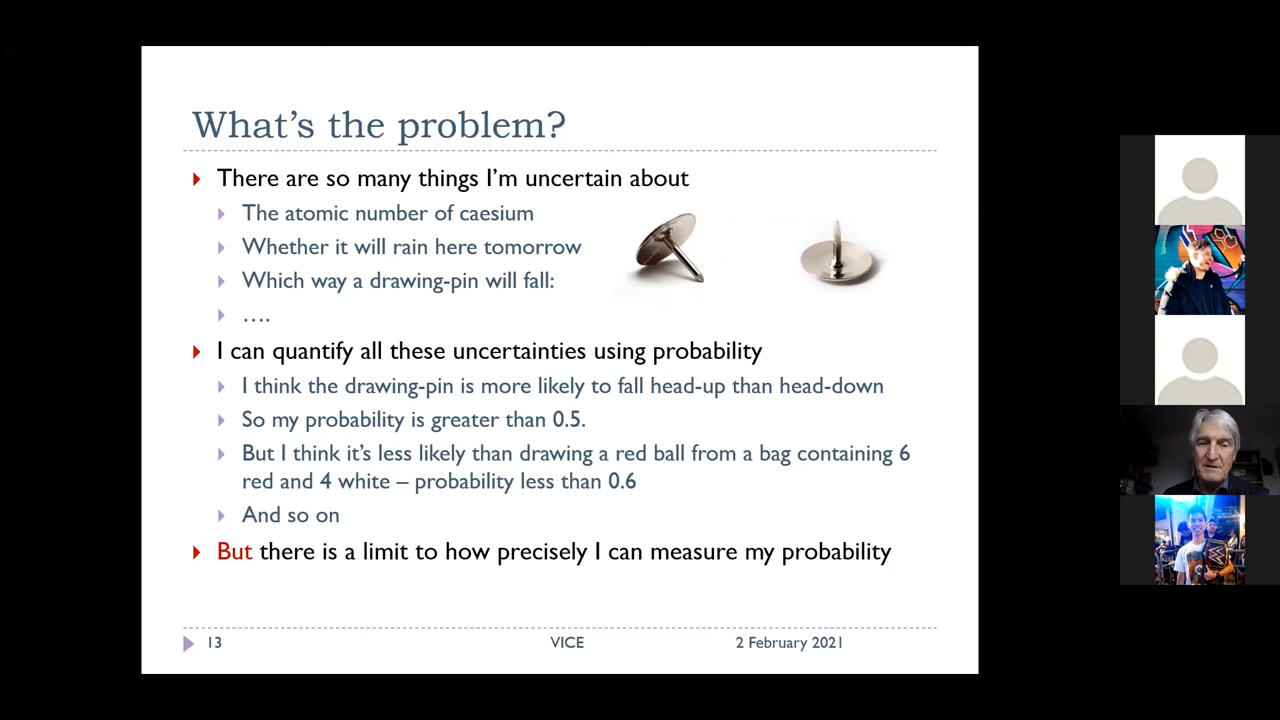 What's the problem?
There are so many things I'm uncertain about
The atomic number of caesium
Whether it will rain here tomorrow
Which way a drawing-pin will fall:
….
I can quantify all these uncertainties using probability
I think the drawing-pin is more likely to fall head-up than head-down
So my probability is greater than 0.5.
But I think it's less likely than drawing a red ball from a bag containing 6
red and 4 white – probability less than 0.6
And so on
But there is a limit to how precisely I can measure my probability
13 VICE 2 February 2021